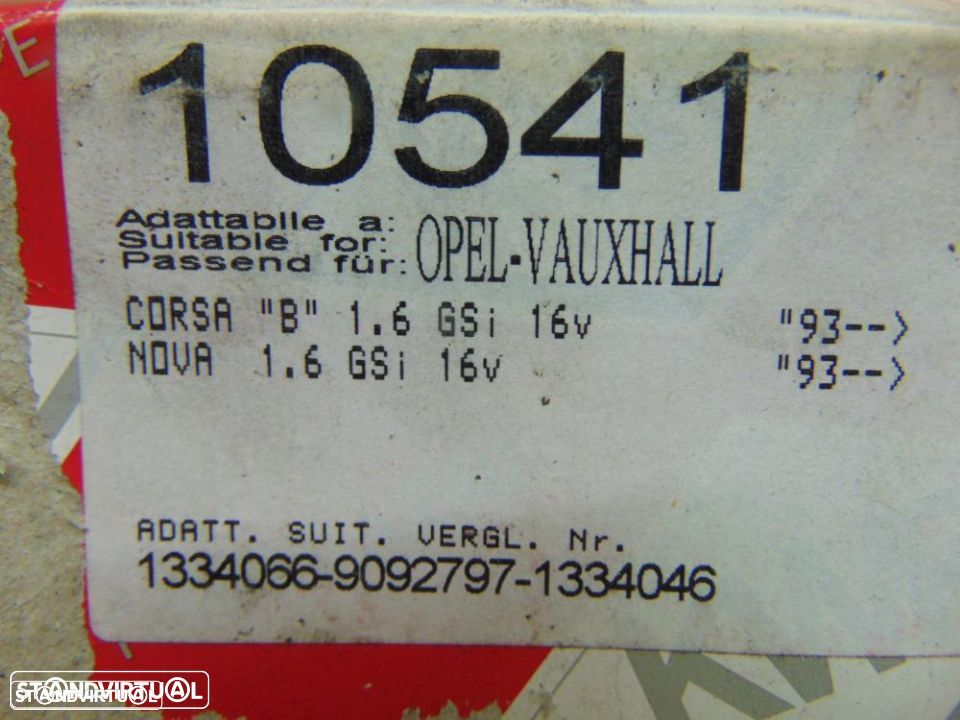 E
10541
Adattabile a:
Suitable for:
Passend für:
OPEL-VAUXHALL
CORSA "B" 1.6 GSi 16v "93-->
NOVA 1.6 GSi 16v "93-->
ADATT. SUIT. VERGL. Nr.
1334066-9092797-1334046
STANDVIRTUAL